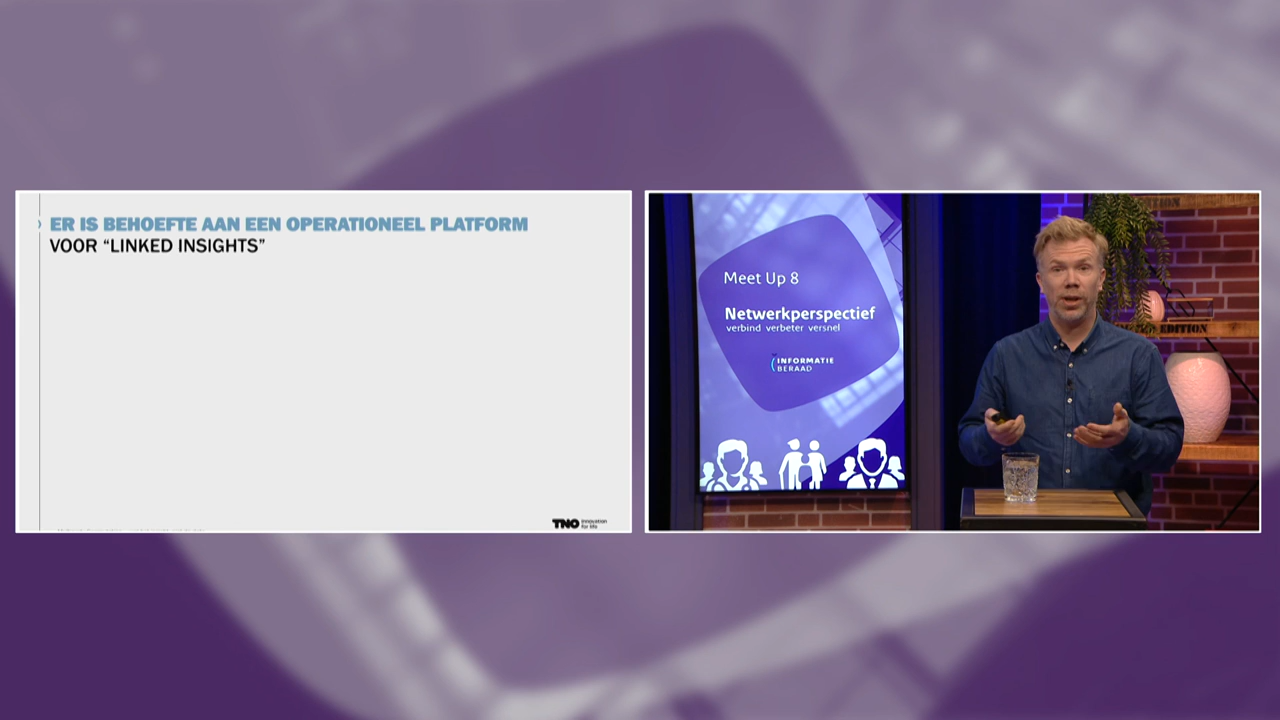 ER IS BEHOEFTE AAN EEN OPERATIONEEL PLATFORM
VOOR “LINKED INSIGHTS”
TNO innovation
for life
Meet Up 8
Netwerkperspectief
verbind verbeter versnel
INFORMATIE
BERAAD
EDITION